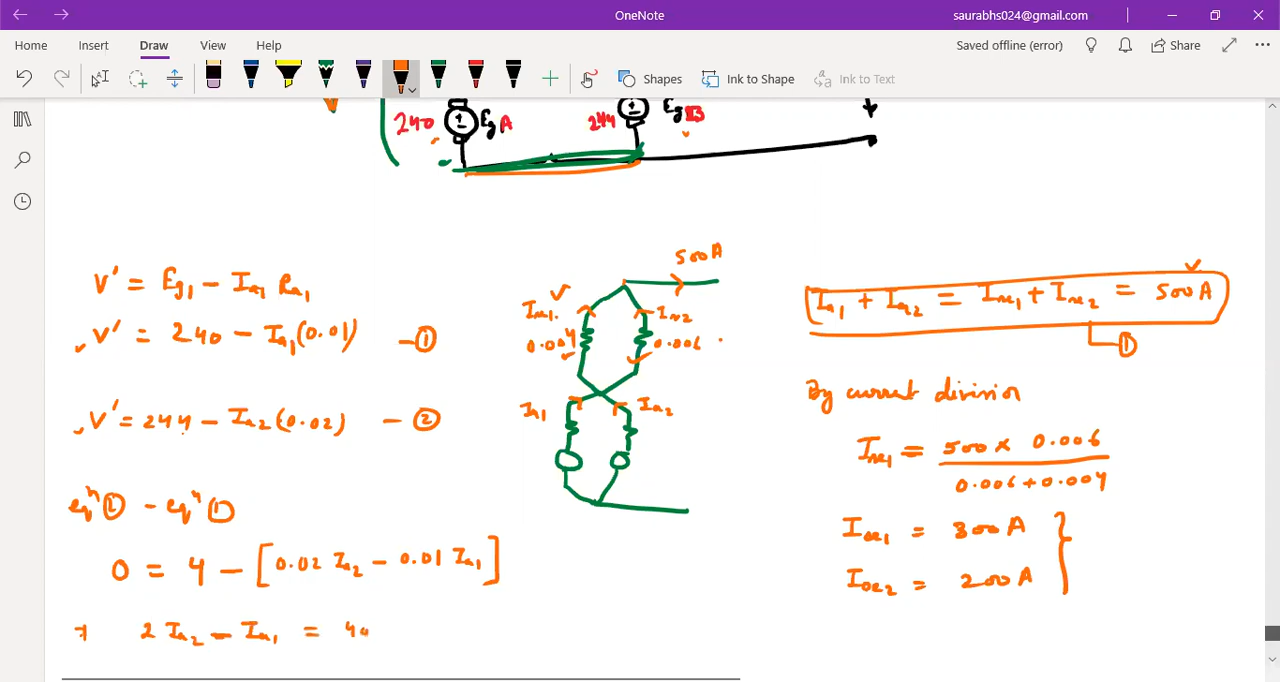 OneNote
saurabhs024@gmail.com
Home Insert Draw View Help
Saved offline (error)
Share
Shapes
Ink to Shape
Ink to Text
240 Eg A
244 Eg B
V' = Eg1 - Ia1 Ra1
V' = 240 - Ia1 (0.01) - ①
V' = 244 - Ia2 (0.02) - ②
eqn ② - eqn ①
0 = 4 - [0.02 Ia2 - 0.01 Ia1]
⇒ 2 Ia2 - Ia1 = 40
500A
Ise1 Ise2
0.004 0.006
Ia1 Ia2
Ia1 + Ia2 = Ise1 + Ise2 = 500A
①
By current division
Ise1 = 500 × 0.006 / 0.006 + 0.004
Ise1 = 300 A
Ise2 = 200 A